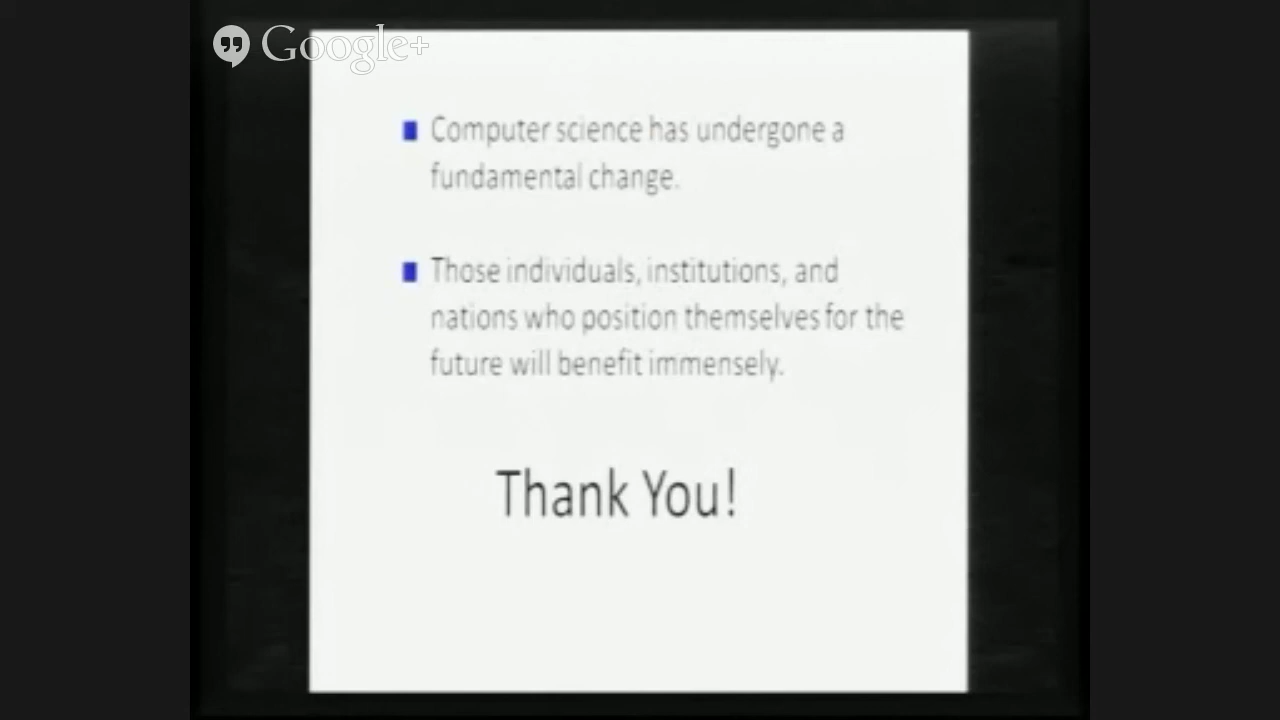 Google+
Computer science has undergone a
fundamental change.
Those individuals, institutions, and
nations who position themselves for the
future will benefit immensely.
Thank You!